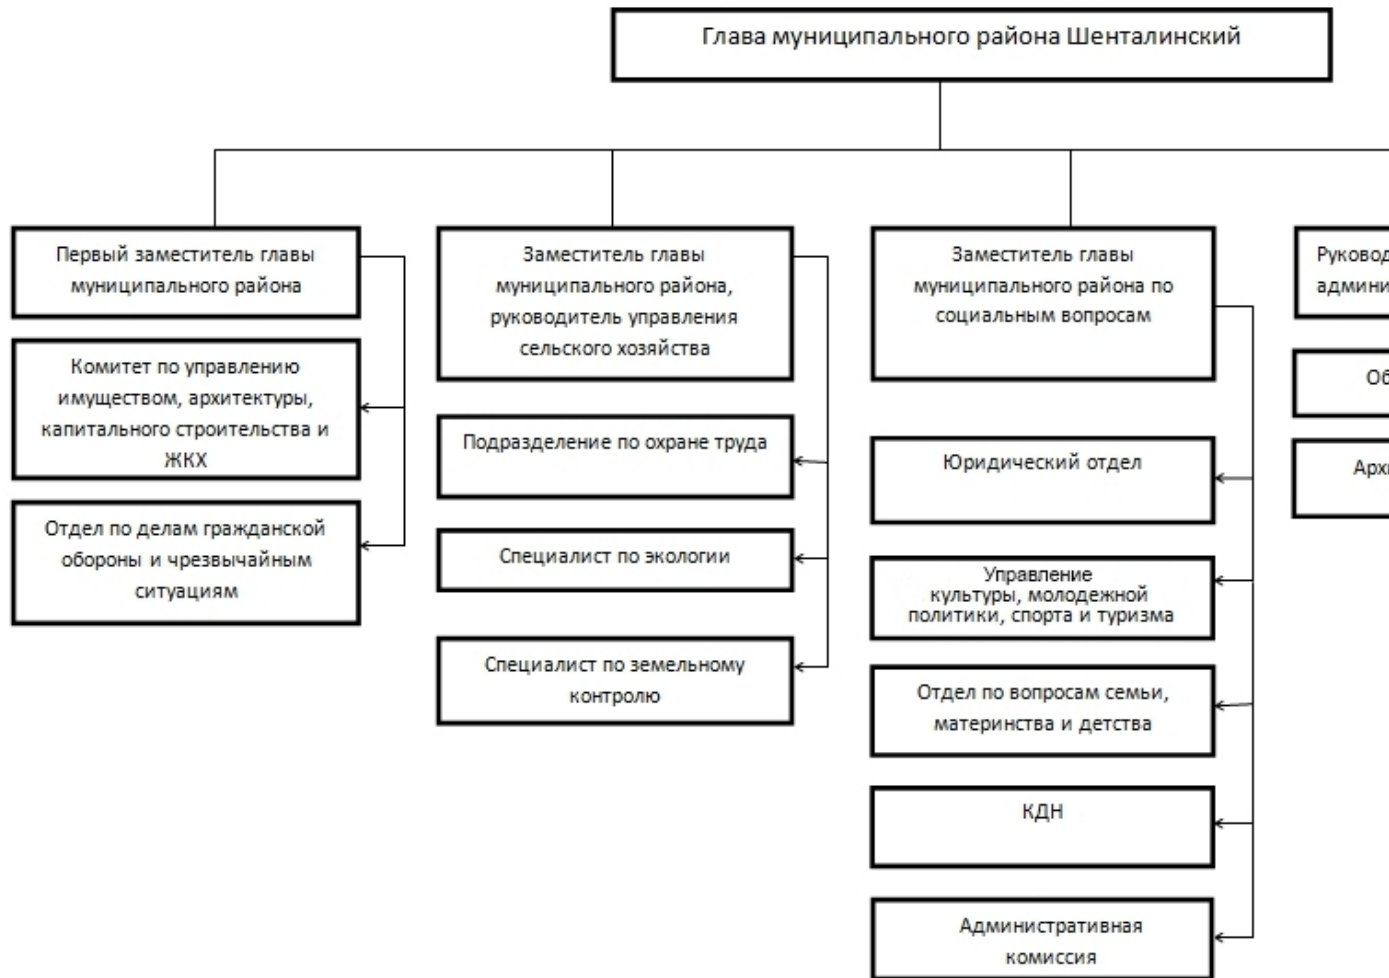 Глава муниципального района Шенталинский
Первый заместитель главы
муниципального района
Комитет по управлению
имуществом, архитектуры,
капитального строительства и
ЖКХ
Отдел по делам гражданской
обороны и чрезвычайным
ситуациям
Заместитель главы
муниципального района,
руководитель управления
сельского хозяйства
Подразделение по охране труда
Специалист по экологии
Специалист по земельному
контролю
Заместитель главы
муниципального района по
социальным вопросам
Юридический отдел
Управление
культуры, молодежной
политики, спорта и туризма
Отдел по вопросам семьи,
материнства и детства
КДН
Административная
комиссия